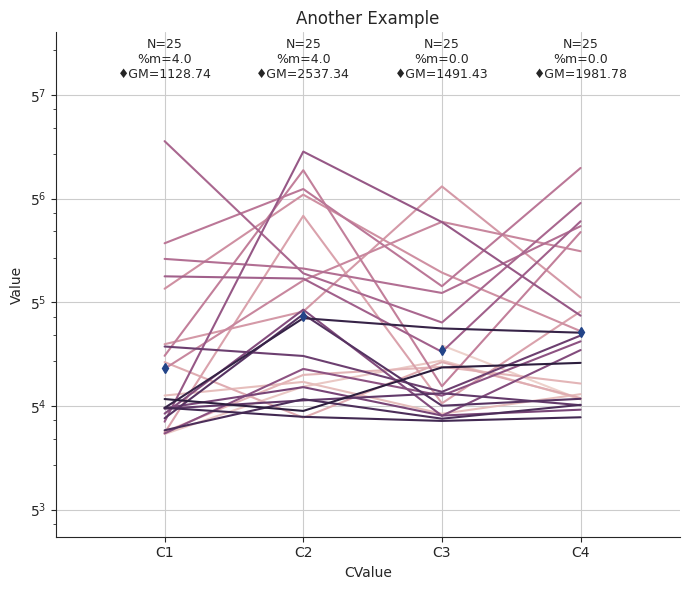 Another Example
N=25
%m=4.0
♦GM=1128.74
N=25
%m=4.0
♦GM=2537.34
N=25
%m=0.0
♦GM=1491.43
N=25
%m=0.0
♦GM=1981.78
Value
5⁷
5⁶
5⁵
5⁴
5³
C1
C2
C3
C4
CValue